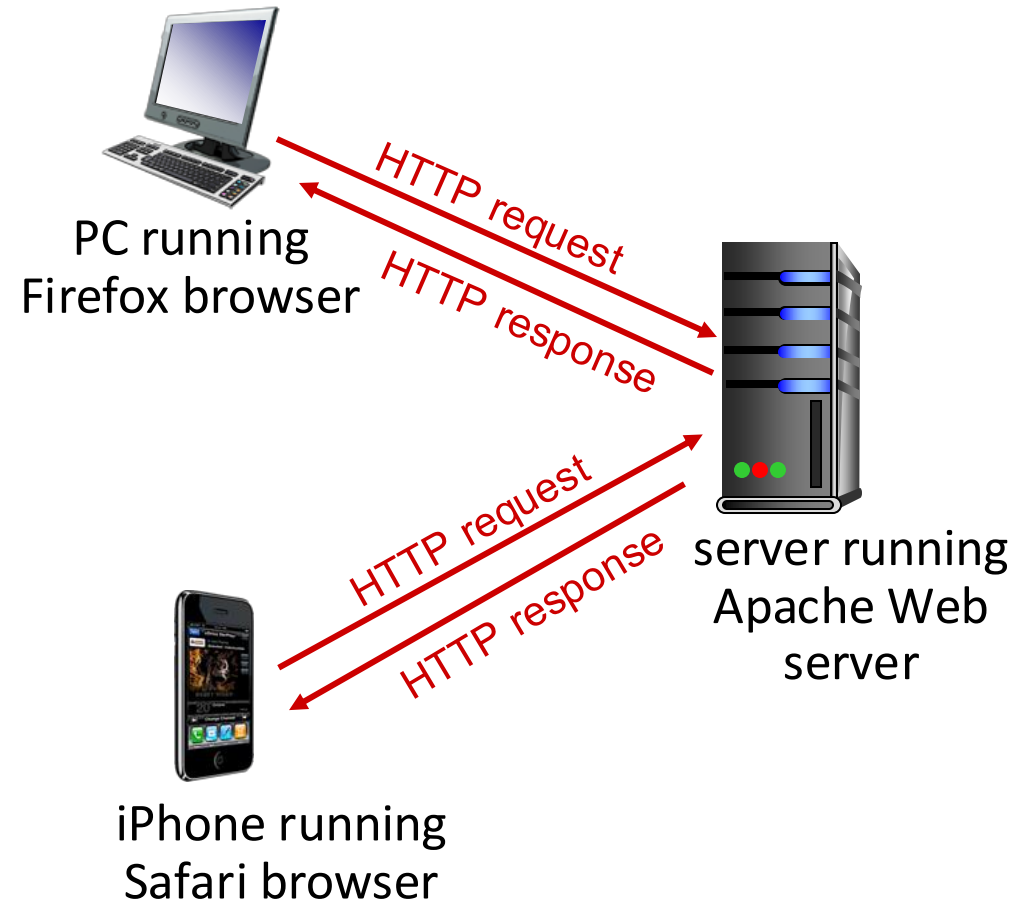 HTTP request
HTTP response
PC running
Firefox browser
HTTP request
HTTP response
server running
Apache Web
server
iPhone running
Safari browser